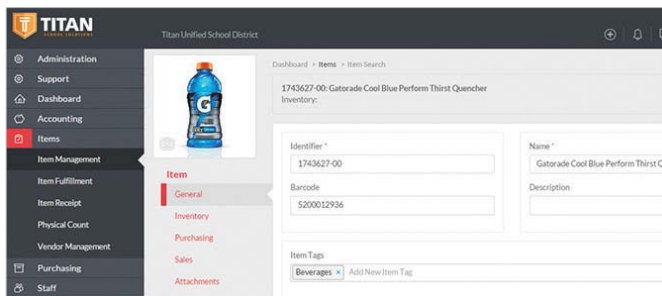 TITAN
SCHOOL SOLUTIONS
Titan Unified School District
Administration
Support
Dashboard
Accounting
Items
Item Management
Item Fulfillment
Item Receipt
Physical Count
Vendor Management
Purchasing
Staff
G
Item
General
Inventory
Purchasing
Sales
Attachments
Dashboard > Items > Item Search
1743627-00: Gatorade Cool Blue Perform Thirst Quencher
Inventory:
Identifier *
1743627-00
Barcode
5200012936
Name *
Gatorade Cool Blue Perform Thirst Q
Description
Item Tags
Beverages × Add New Item Tag